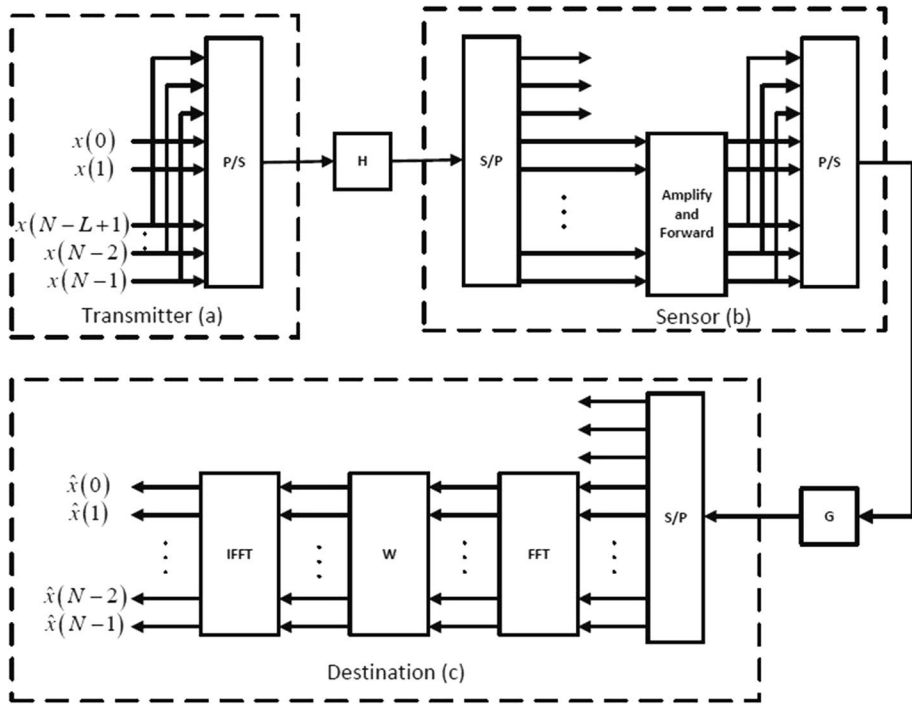 x(0)
x(1)
x(N−L+1)
x(N−2)
x(N−1)
P/S
Transmitter (a)
H
S/P
Amplify
and
Forward
P/S
Sensor (b)
G
S/P
FFT
W
IFFT
x̂(0)
x̂(1)
x̂(N−2)
x̂(N−1)
Destination (c)